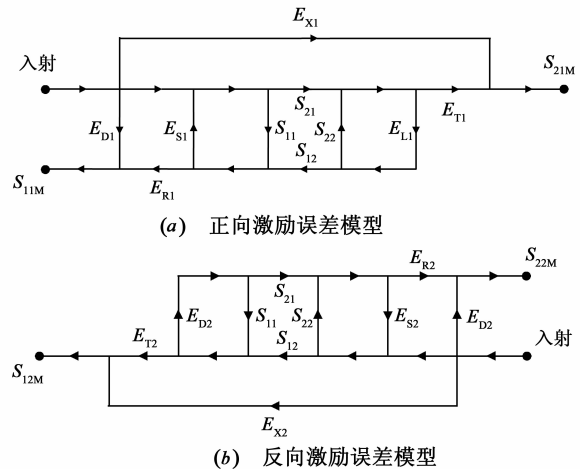 E_X1
入射
S_21M
S_21
E_T1
E_D1
E_S1
S_11
S_22
E_L1
S_12
S_11M
E_R1
(a) 正向激励误差模型
E_R2
S_22M
S_21
E_D2
S_11
S_22
E_S2
E_D2
S_12
E_T2
入射
S_12M
E_X2
(b) 反向激励误差模型